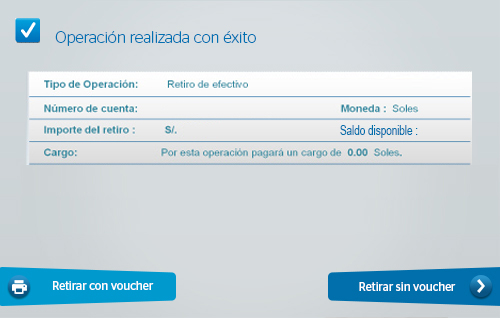 Operación realizada con éxito
Tipo de Operación: Retiro de efectivo
Número de cuenta: Moneda : Soles
Importe del retiro : S/. Saldo disponible :
Cargo: Por esta operación pagará un cargo de 0.00 Soles.
Retirar con voucher Retirar sin voucher